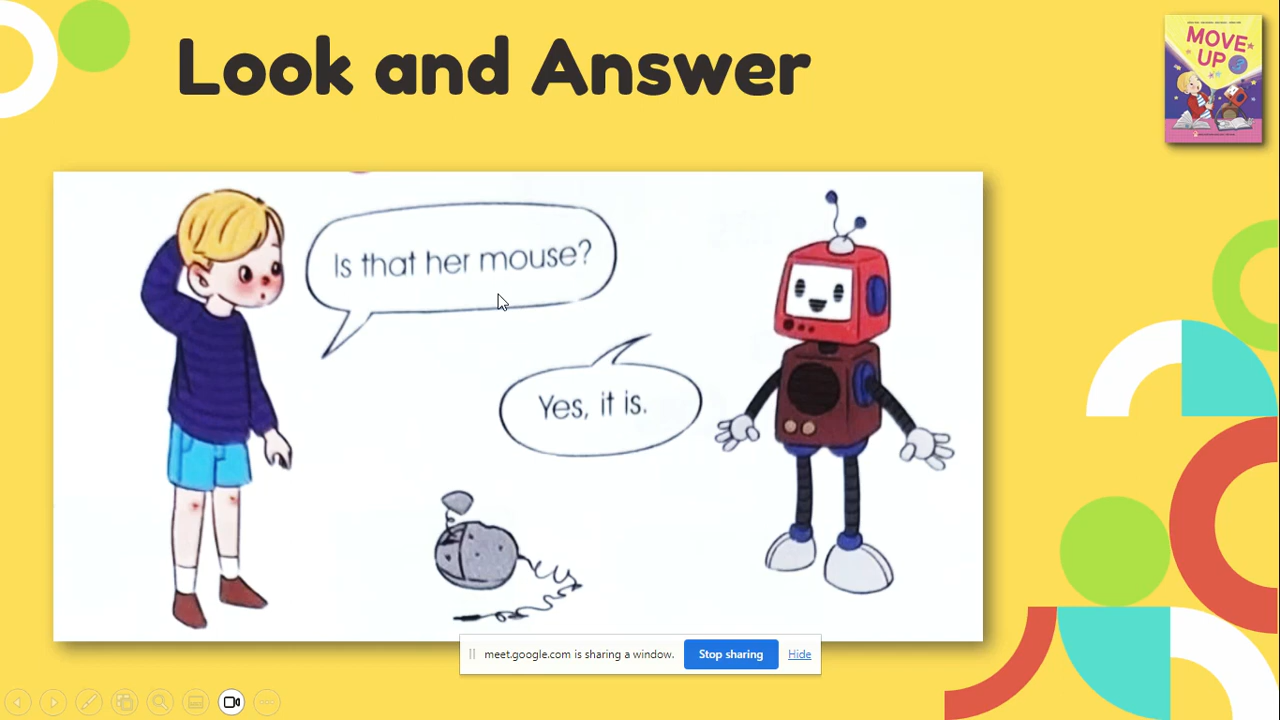 Look and Answer
MOVE
UP
Is that her mouse?
Yes, it is.
meet.google.com is sharing a window.
Stop sharing
Hide